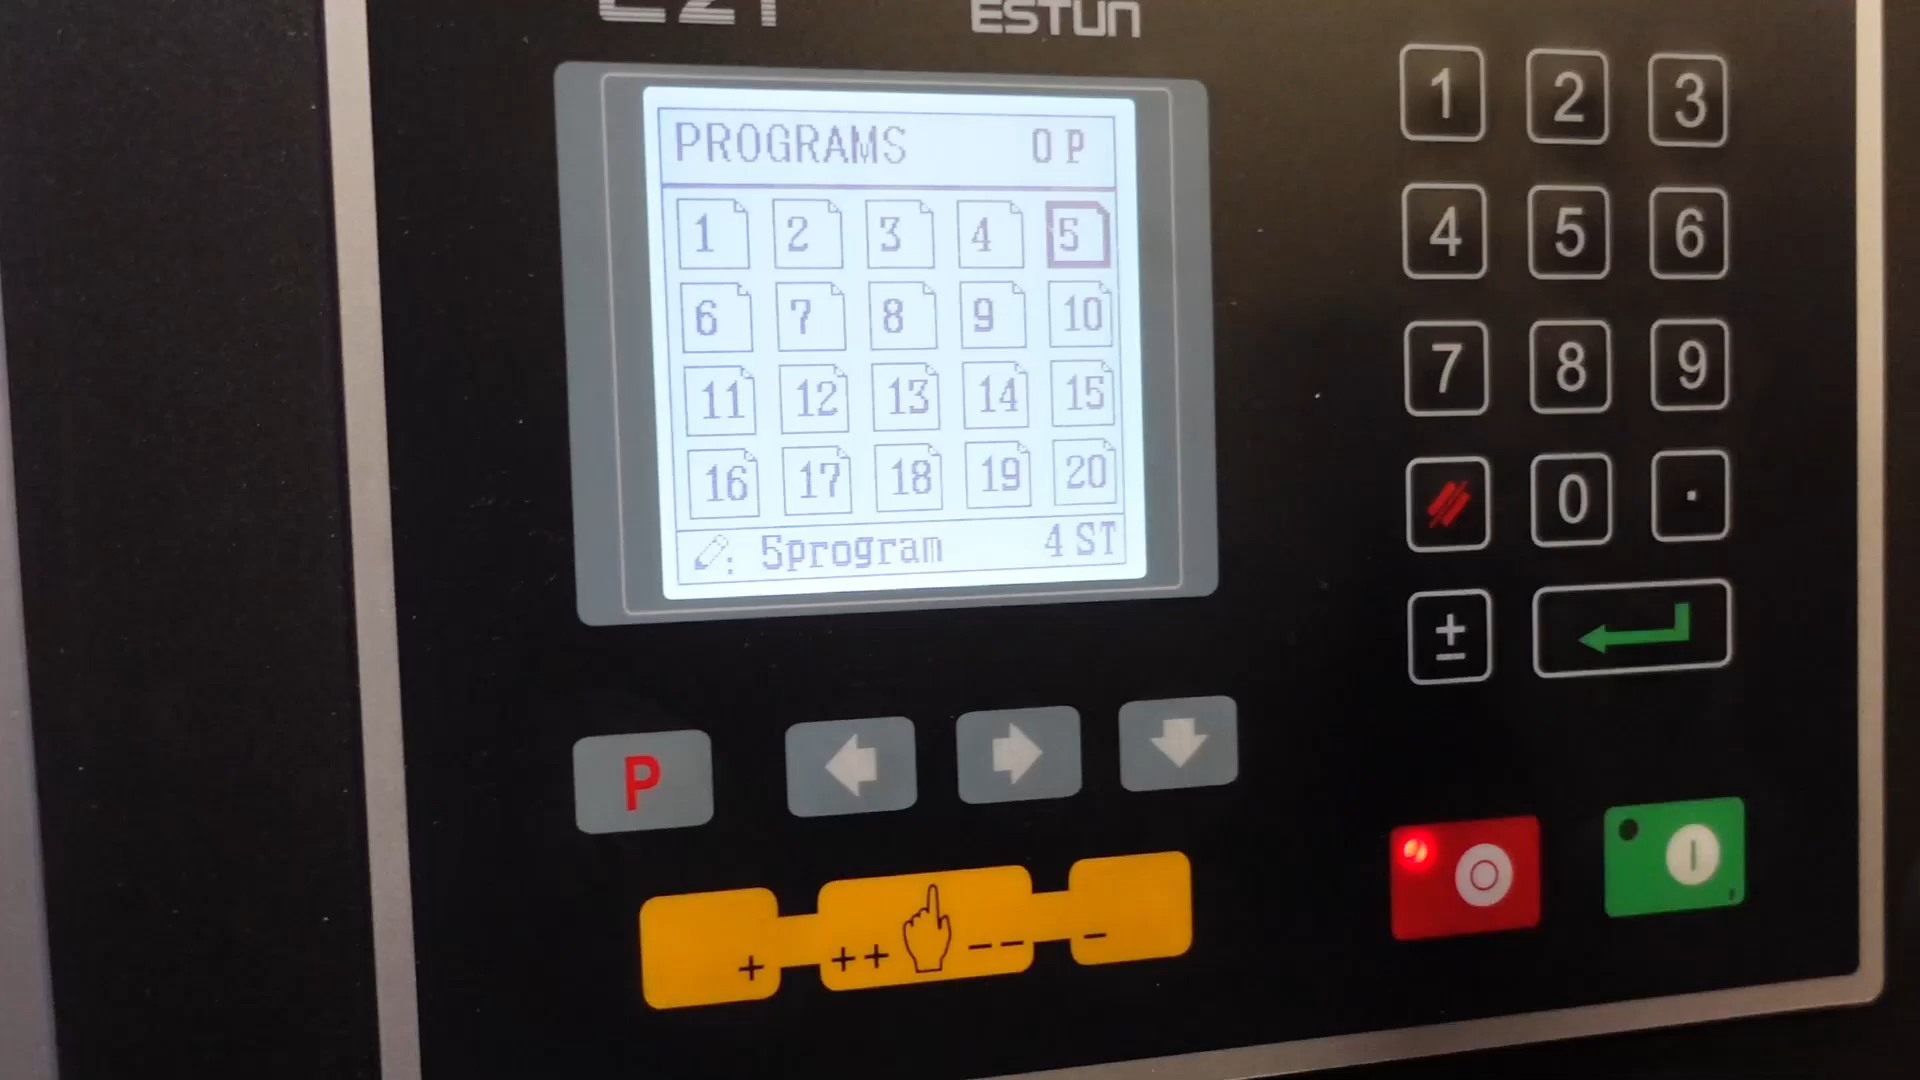 ESTUN
PROGRAMS 0 P
1 2 3 4 5
6 7 8 9 10
11 12 13 14 15
16 17 18 19 20
: 5program 4 ST
1 2 3
4 5 6
7 8 9
0 .
±
P
+ ++ -- -